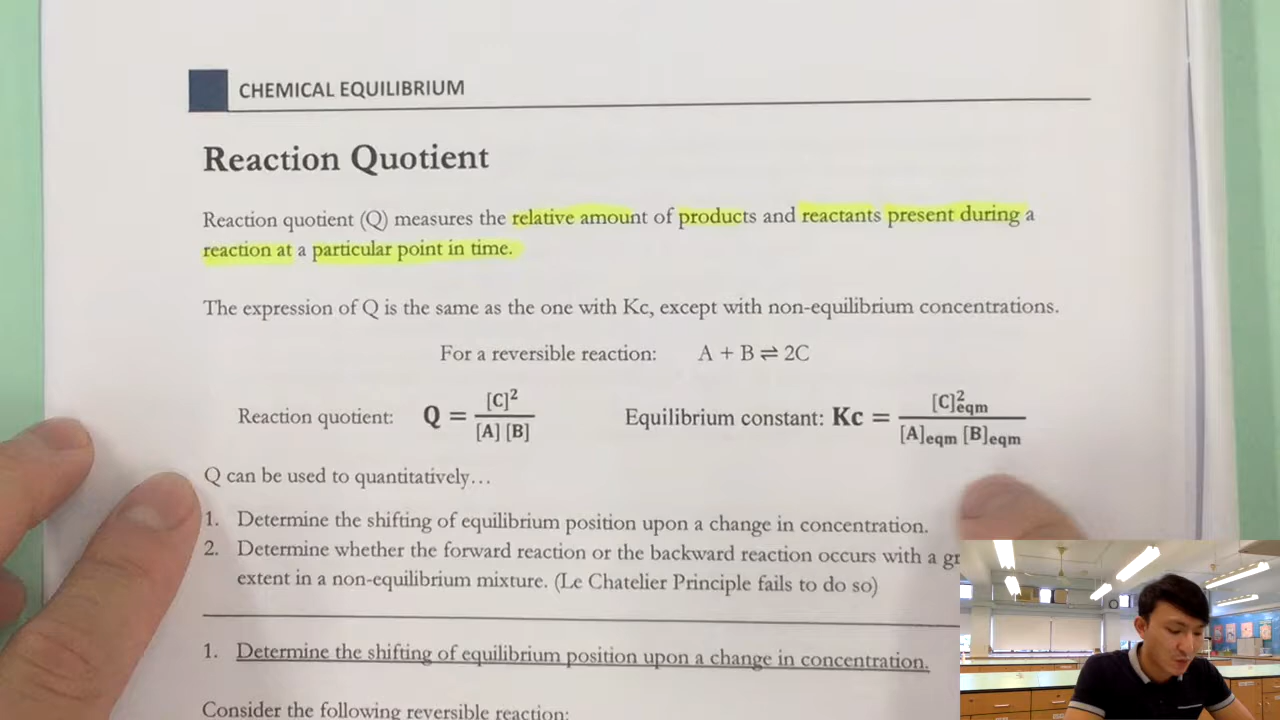 CHEMICAL EQUILIBRIUM
Reaction Quotient
Reaction quotient (Q) measures the relative amount of products and reactants present during a
reaction at a particular point in time.
The expression of Q is the same as the one with Kc, except with non-equilibrium concentrations.
For a reversible reaction: A + B ⇌ 2C
Reaction quotient: Q = [C]² / [A] [B] Equilibrium constant: Kc = [C]²eqm / [A]eqm [B]eqm
Q can be used to quantitatively…
1. Determine the shifting of equilibrium position upon a change in concentration.
2. Determine whether the forward reaction or the backward reaction occurs with a
extent in a non-equilibrium mixture. (Le Chatelier Principle fails to do so)
1. Determine the shifting of equilibrium position upon a change in concentration.
Consider the following reversible reaction: